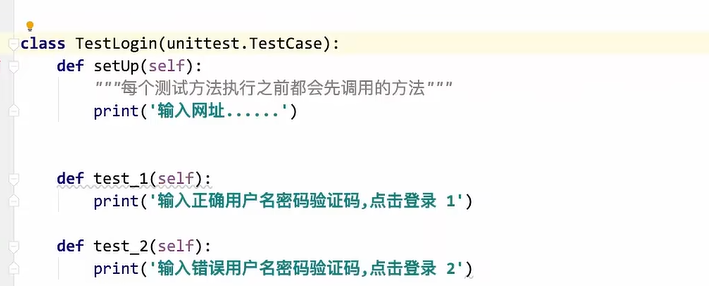 class TestLogin(unittest.TestCase):
    def setUp(self):
        """每个测试方法执行之前都会先调用的方法"""
        print('输入网址......')
    def test_1(self):
        print('输入正确用户名密码验证码,点击登录 1')
    def test_2(self):
        print('输入错误用户名密码验证码,点击登录 2')